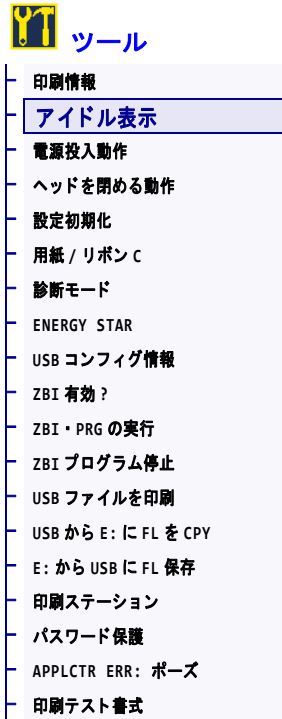 ツール
印刷情報
アイドル表示
電源投入動作
ヘッドを閉める動作
設定初期化
用紙 / リボン C
診断モード
ENERGY STAR
USB コンフィグ情報
ZBI 有効?
ZBI・PRG の実行
ZBI プログラム停止
USB ファイルを印刷
USB から E: に FL を CPY
E: から USB に FL 保存
印刷ステーション
パスワード保護
APPLCTR ERR: ポーズ
印刷テスト書式